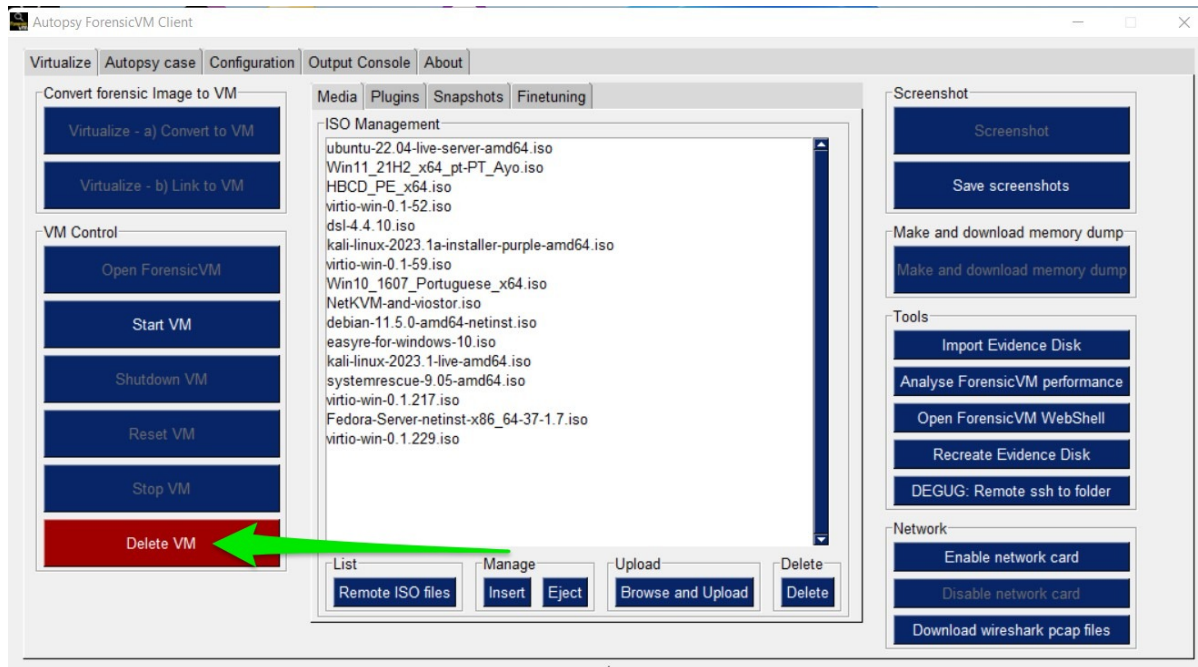 Autopsy ForensicVM Client
Virtualize Autopsy case Configuration Output Console About
Convert forensic Image to VM
Virtualize - a) Convert to VM
Virtualize - b) Link to VM
VM Control
Open ForensicVM
Start VM
Shutdown VM
Reset VM
Stop VM
Delete VM
Media Plugins Snapshots Finetuning
ISO Management
ubuntu-22.04-live-server-amd64.iso
Win11_21H2_x64_pt-PT_Ayo.iso
HBCD_PE_x64.iso
virtio-win-0.1-52.iso
dsl-4.4.10.iso
kali-linux-2023.1a-installer-purple-amd64.iso
virtio-win-0.1-59.iso
Win10_1607_Portuguese_x64.iso
NetKVM-and-viostor.iso
debian-11.5.0-amd64-netinst.iso
easyre-for-windows-10.iso
kali-linux-2023.1-live-amd64.iso
systemrescue-9.05-amd64.iso
virtio-win-0.1.217.iso
Fedora-Server-netinst-x86_64-37-1.7.iso
virtio-win-0.1.229.iso
List Manage Upload Delete
Remote ISO files Insert Eject Browse and Upload Delete
Screenshot
Screenshot
Save screenshots
Make and download memory dump
Make and download memory dump
Tools
Import Evidence Disk
Analyse ForensicVM performance
Open ForensicVM WebShell
Recreate Evidence Disk
DEGUG: Remote ssh to folder
Network
Enable network card
Disable network card
Download wireshark pcap files